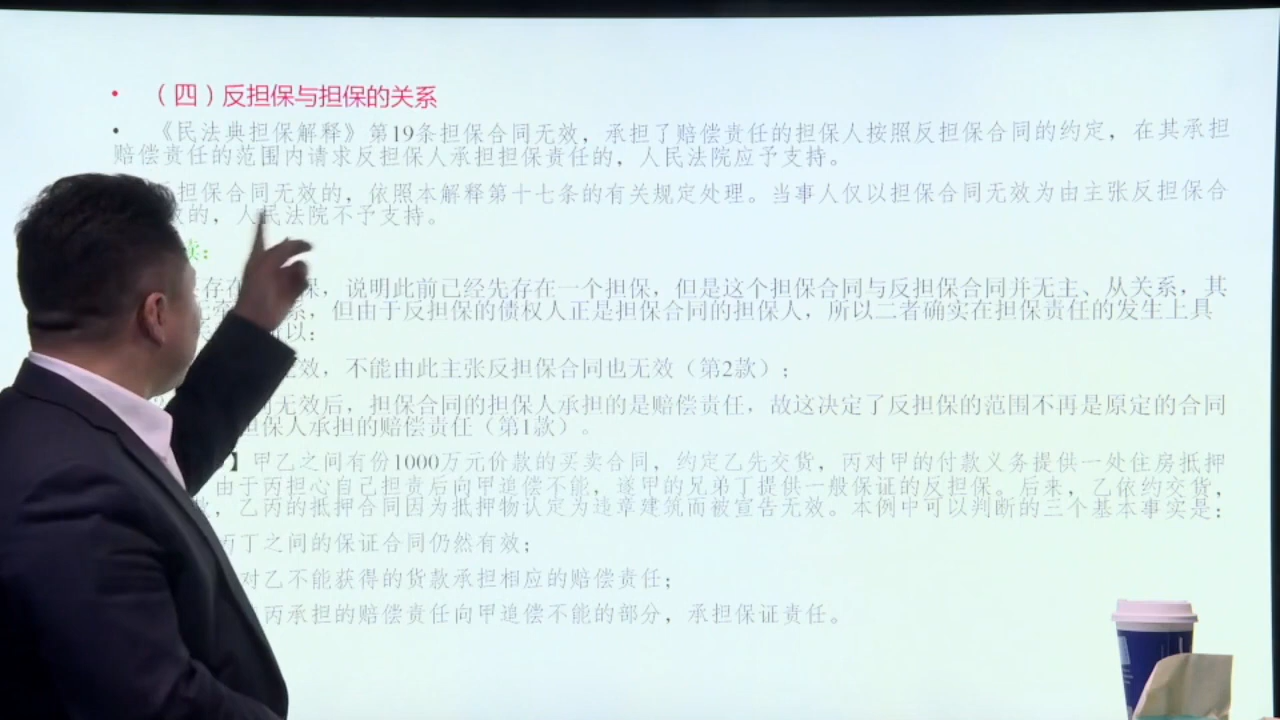 • （四）反担保与担保的关系
• 《民法典担保解释》第19条担保合同无效，承担了赔偿责任的担保人按照反担保合同的约定，在其承担
赔偿责任的范围内请求反担保人承担担保责任的，人民法院应予支持。
担保合同无效的，依照本解释第十七条的有关规定处理。当事人仅以担保合同无效为由主张反担保合
的，人民法院不予支持。
读：
存在 保，说明此前已经先存在一个担保，但是这个担保合同与反担保合同并无主、从关系，其
系，但由于反担保的债权人正是担保合同的担保人，所以二者确实在担保责任的发生上具
以：
无效，不能由此主张反担保合同也无效（第2款）；
无效后，担保合同的担保人承担的是赔偿责任，故这决定了反担保的范围不再是原定的合同
担保人承担的赔偿责任（第1款）。
】甲乙之间有份1000万元价款的买卖合同，约定乙先交货，丙对甲的付款义务提供一处住房抵押
由于丙担心自己担责后向甲追偿不能，遂甲的兄弟丁提供一般保证的反担保。后来，乙依约交货，
，乙丙的抵押合同因为抵押物认定为违章建筑而被宣告无效。本例中可以判断的三个基本事实是：
丙丁之间的保证合同仍然有效；
对乙不能获得的货款承担相应的赔偿责任；
丙承担的赔偿责任向甲追偿不能的部分，承担保证责任。